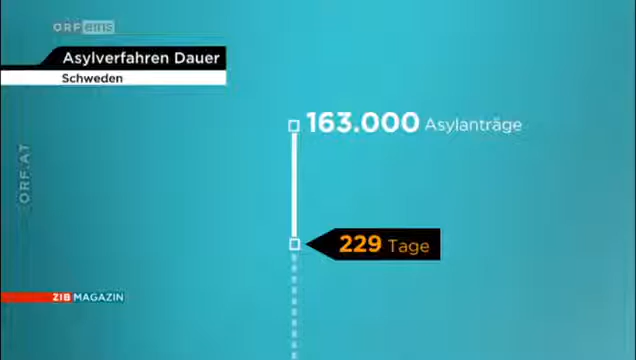 ORF eins
Asylverfahren Dauer
Schweden
163.000 Asylanträge
ORF.AT
229 Tage
ZIB MAGAZIN